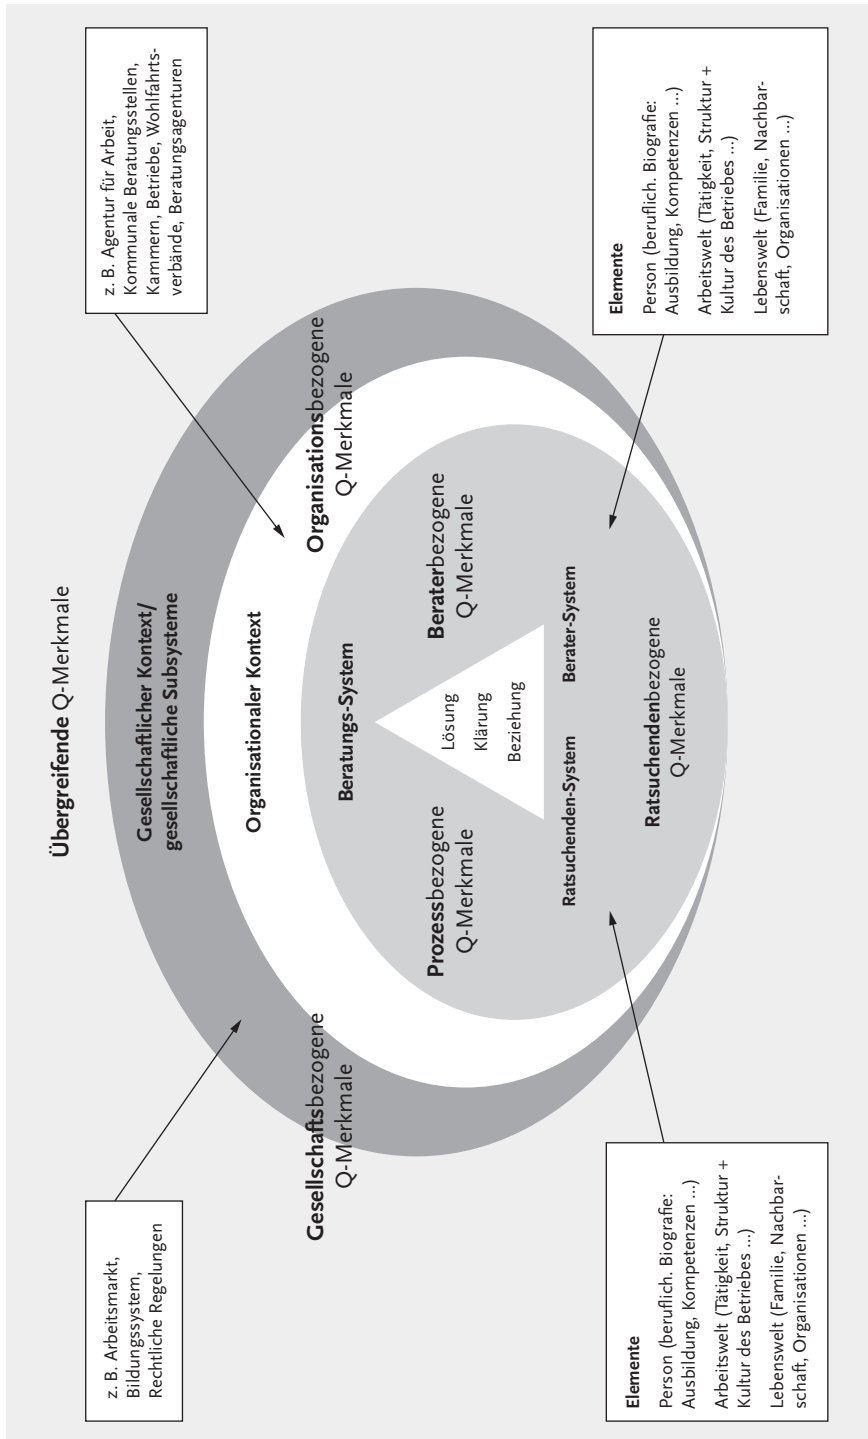 Übergreifende Q-Merkmale
z. B. Arbeitsmarkt,
Bildungssystem,
Rechtliche Regelungen
Gesellschaftlicher Kontext/
gesellschaftliche Subsysteme
z. B. Agentur für Arbeit,
Kommunale Beratungsstellen,
Kammern, Betriebe, Wohlfahrts-
verbände, Beratungsagenturen
Organisationaler Kontext
Gesellschaftsbezogene
Q-Merkmale
Organisationsbezogene
Q-Merkmale
Beratungs-System
Prozessbezogene
Q-Merkmale
Beraterbezogene
Q-Merkmale
Lösung
Klärung
Beziehung
Ratsuchenden-System
Berater-System
Ratsuchendenbezogene
Q-Merkmale
Elemente
Person (beruflich. Biografie:
Ausbildung, Kompetenzen ...)
Arbeitswelt (Tätigkeit, Struktur +
Kultur des Betriebes ...)
Lebenswelt (Familie, Nachbar-
schaft, Organisationen ...)
Elemente
Person (beruflich. Biografie:
Ausbildung, Kompetenzen ...)
Arbeitswelt (Tätigkeit, Struktur +
Kultur des Betriebes ...)
Lebenswelt (Familie, Nachbar-
schaft, Organisationen ...)